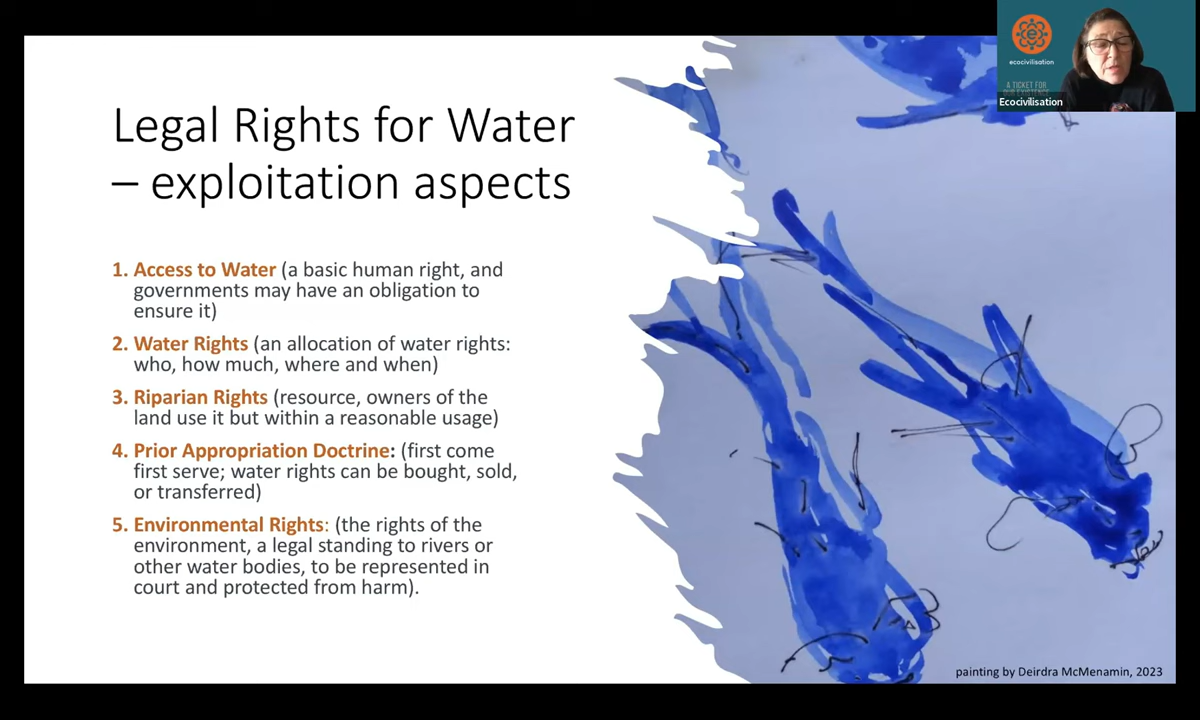 Legal Rights for Water
– exploitation aspects
1. Access to Water (a basic human right, and
governments may have an obligation to
ensure it)
2. Water Rights (an allocation of water rights:
who, how much, where and when)
3. Riparian Rights (resource, owners of the
land use it but within a reasonable usage)
4. Prior Appropriation Doctrine: (first come
first serve; water rights can be bought, sold,
or transferred)
5. Environmental Rights: (the rights of the
environment, a legal standing to rivers or
other water bodies, to be represented in
court and protected from harm).
painting by Deirdra McMenamin, 2023
e
ecocivilisation
A TICKET FOR
OUR EXISTENCE
Ecocivilisation